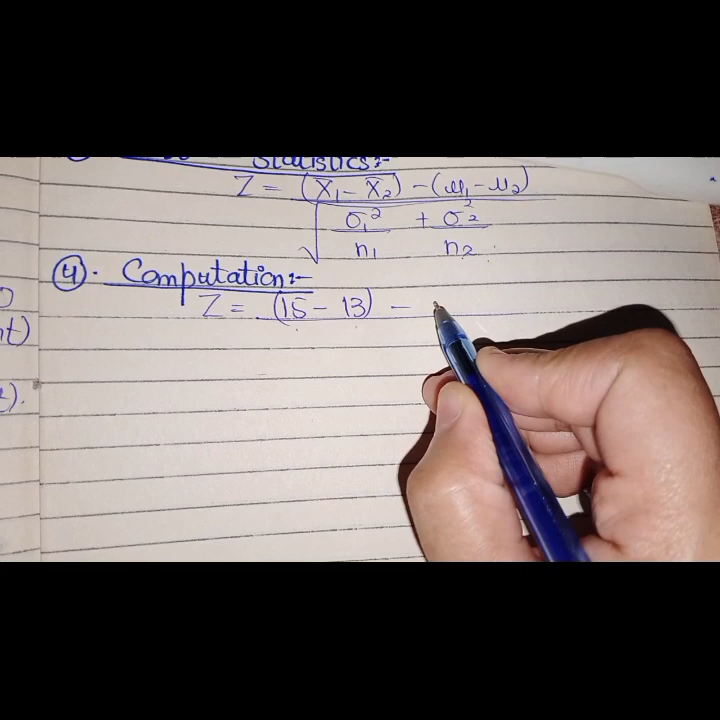 Statistics:-
Z = (X̄₁ - X̄₂) - (μ₁ - μ₂)
√ σ₁² + σ₂²
n₁ n₂
④. Computation:-
Z = (15 - 13) -